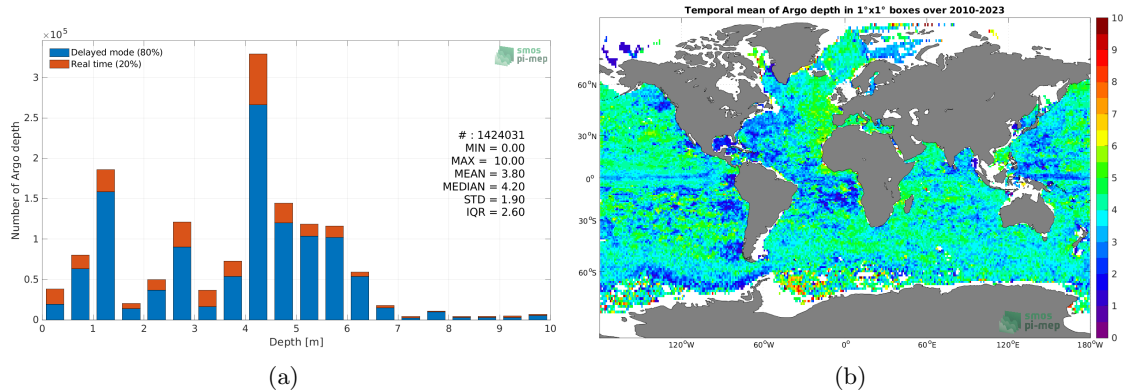 ×10⁵
Delayed mode (80%)
Real time (20%)
smos
pi-mep
# : 1424031
MIN = 0.00
MAX = 10.00
MEAN = 3.80
MEDIAN = 4.20
STD = 1.90
IQR = 2.60
Number of Argo depth
3.5
3
2.5
2
1.5
1
0.5
0
0 1 2 3 4 5 6 7 8 9 10
Depth [m]
(a)
Temporal mean of Argo depth in 1°x1° boxes over 2010-2023
60°N
30°N
0°
30°S
60°S
120°W 60°W 0° 60°E 120°E 180°W
smos
pi-mep
10
9
8
7
6
5
4
3
2
1
0
(b)